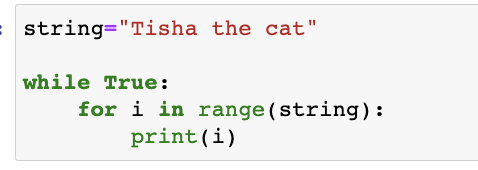 string="Tisha the cat"
while True:
    for i in range(string):
        print(i)